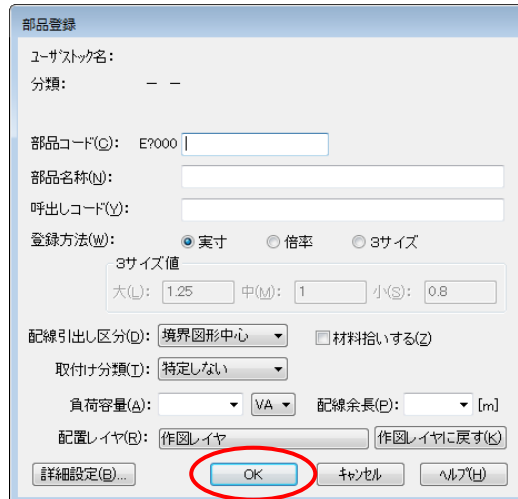 部品登録
ユーザストック名:
分類: － －
部品コード(C): E?000
部品名称(N):
呼出しコード(Y):
登録方法(W): 実寸 倍率 3サイズ
3サイズ値
大(L): 1.25 中(M): 1 小(S): 0.8
配線引出し区分(D): 境界図形中心 材料拾いする(Z)
取付け分類(T): 特定しない
負荷容量(A): VA 配線余長(P): [m]
配置レイヤ(R): 作図レイヤ 作図レイヤに戻す(K)
詳細設定(B)... OK キャンセル ヘルプ(H)